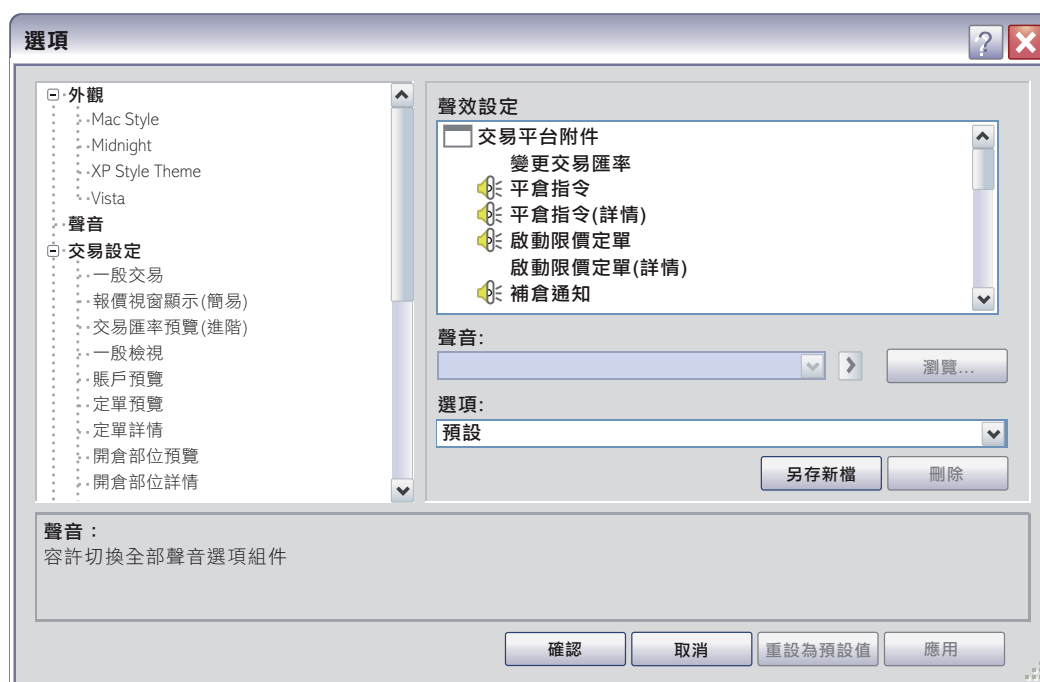 選項
外觀
Mac Style
Midnight
XP Style Theme
Vista
聲音
交易設定
一般交易
報價視窗顯示(簡易)
交易匯率預覽(進階)
一般檢視
賬戶預覽
定單預覽
定單詳情
開倉部位預覽
開倉部位詳情
聲效設定
交易平台附件
變更交易匯率
平倉指令
平倉指令(詳情)
啟動限價定單
啟動限價定單(詳情)
補倉通知
聲音:
瀏覽...
選項:
預設
另存新檔
刪除
聲音：
容許切換全部聲音選項組件
確認
取消
重設為預設值
應用